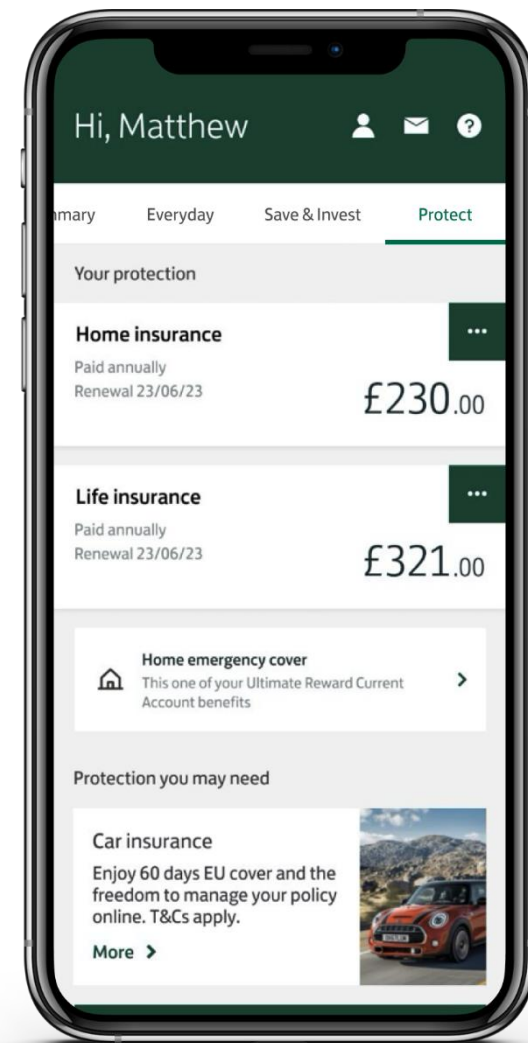 Hi, Matthew
mmary Everyday Save & Invest Protect
Your protection
Home insurance
Paid annually
Renewal 23/06/23
£230.00
Life insurance
Paid annually
Renewal 23/06/23
£321.00
Home emergency cover
This one of your Ultimate Reward Current
Account benefits
Protection you may need
Car insurance
Enjoy 60 days EU cover and the
freedom to manage your policy
online. T&Cs apply.
More